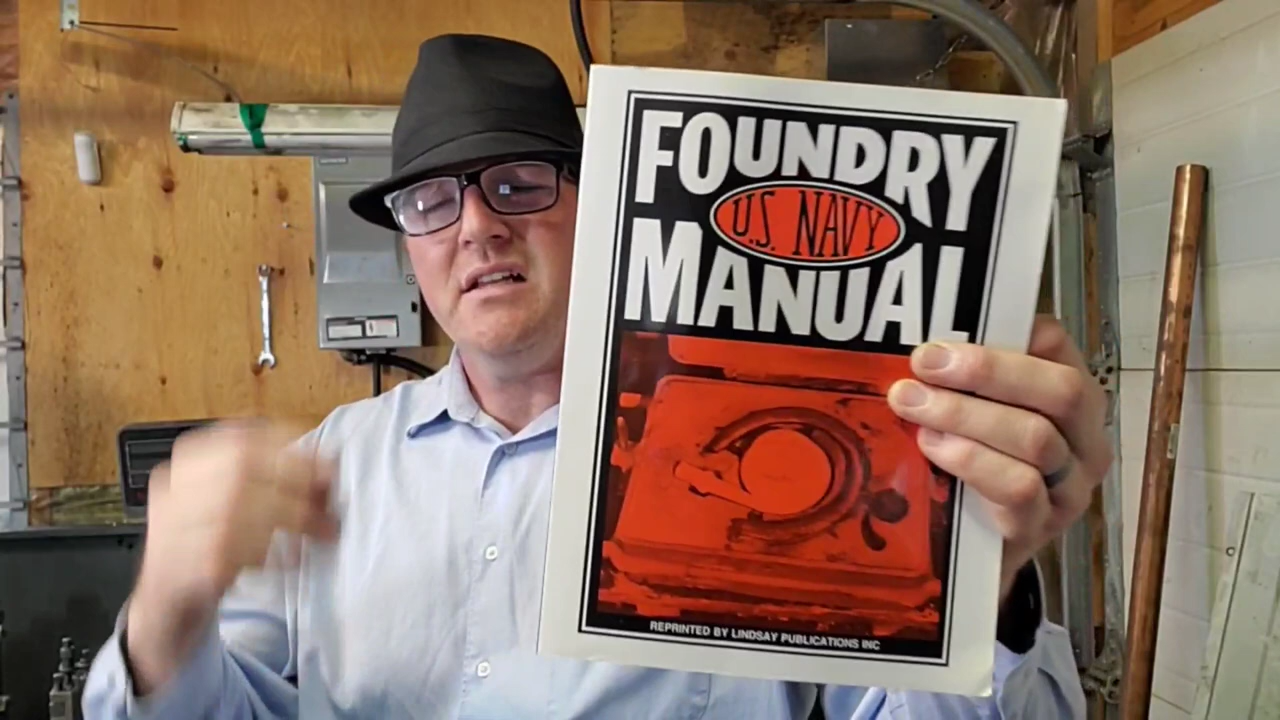 FOUNDRY
U.S. NAVY
MANUAL
REPRINTED BY LINDSAY PUBLICATIONS INC